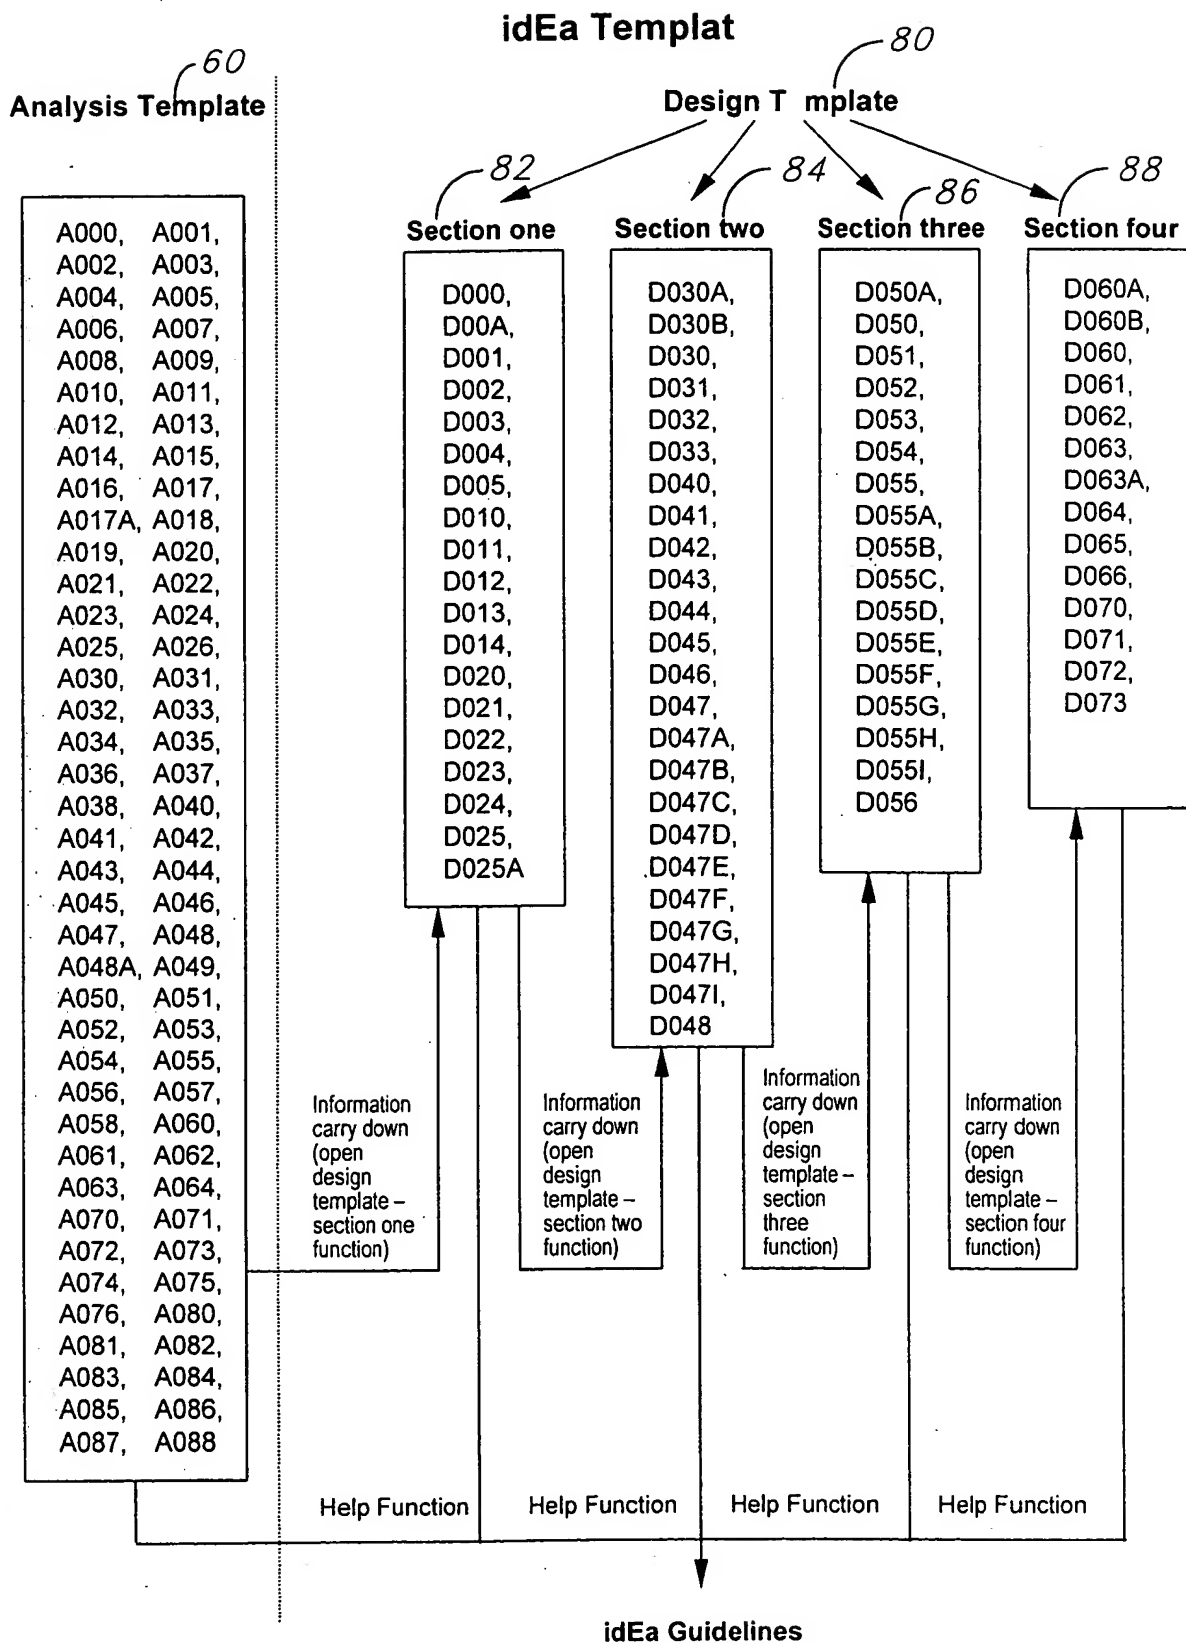 idEa Templat
60
Analysis Template
80
Design T mplate
82
84
86
88
Section one
Section two
Section three
Section four
A000, A001,
A002, A003,
A004, A005,
A006, A007,
A008, A009,
A010, A011,
A012, A013,
A014, A015,
A016, A017,
A017A, A018,
A019, A020,
A021, A022,
A023, A024,
A025, A026,
A030, A031,
A032, A033,
A034, A035,
A036, A037,
A038, A040,
A041, A042,
A043, A044,
A045, A046,
A047, A048,
A048A, A049,
A050, A051,
A052, A053,
A054, A055,
A056, A057,
A058, A060,
A061, A062,
A063, A064,
A070, A071,
A072, A073,
A074, A075,
A076, A080,
A081, A082,
A083, A084,
A085, A086,
A087, A088
D000,
D00A,
D001,
D002,
D003,
D004,
D005,
D010,
D011,
D012,
D013,
D014,
D020,
D021,
D022,
D023,
D024,
D025,
D025A
D030A,
D030B,
D030,
D031,
D032,
D033,
D040,
D041,
D042,
D043,
D044,
D045,
D046,
D047,
D047A,
D047B,
D047C,
D047D,
D047E,
D047F,
D047G,
D047H,
D047I,
D048
D050A,
D050,
D051,
D052,
D053,
D054,
D055,
D055A,
D055B,
D055C,
D055D,
D055E,
D055F,
D055G,
D055H,
D055I,
D056
D060A,
D060B,
D060,
D061,
D062,
D063,
D063A,
D064,
D065,
D066,
D070,
D071,
D072,
D073
Information
carry down
(open
design
template –
section one
function)
Information
carry down
(open
design
template –
section two
function)
Information
carry down
(open
design
template –
section
three
function)
Information
carry down
(open
design
template –
section four
function)
Help Function
Help Function
Help Function
Help Function
idEa Guidelines